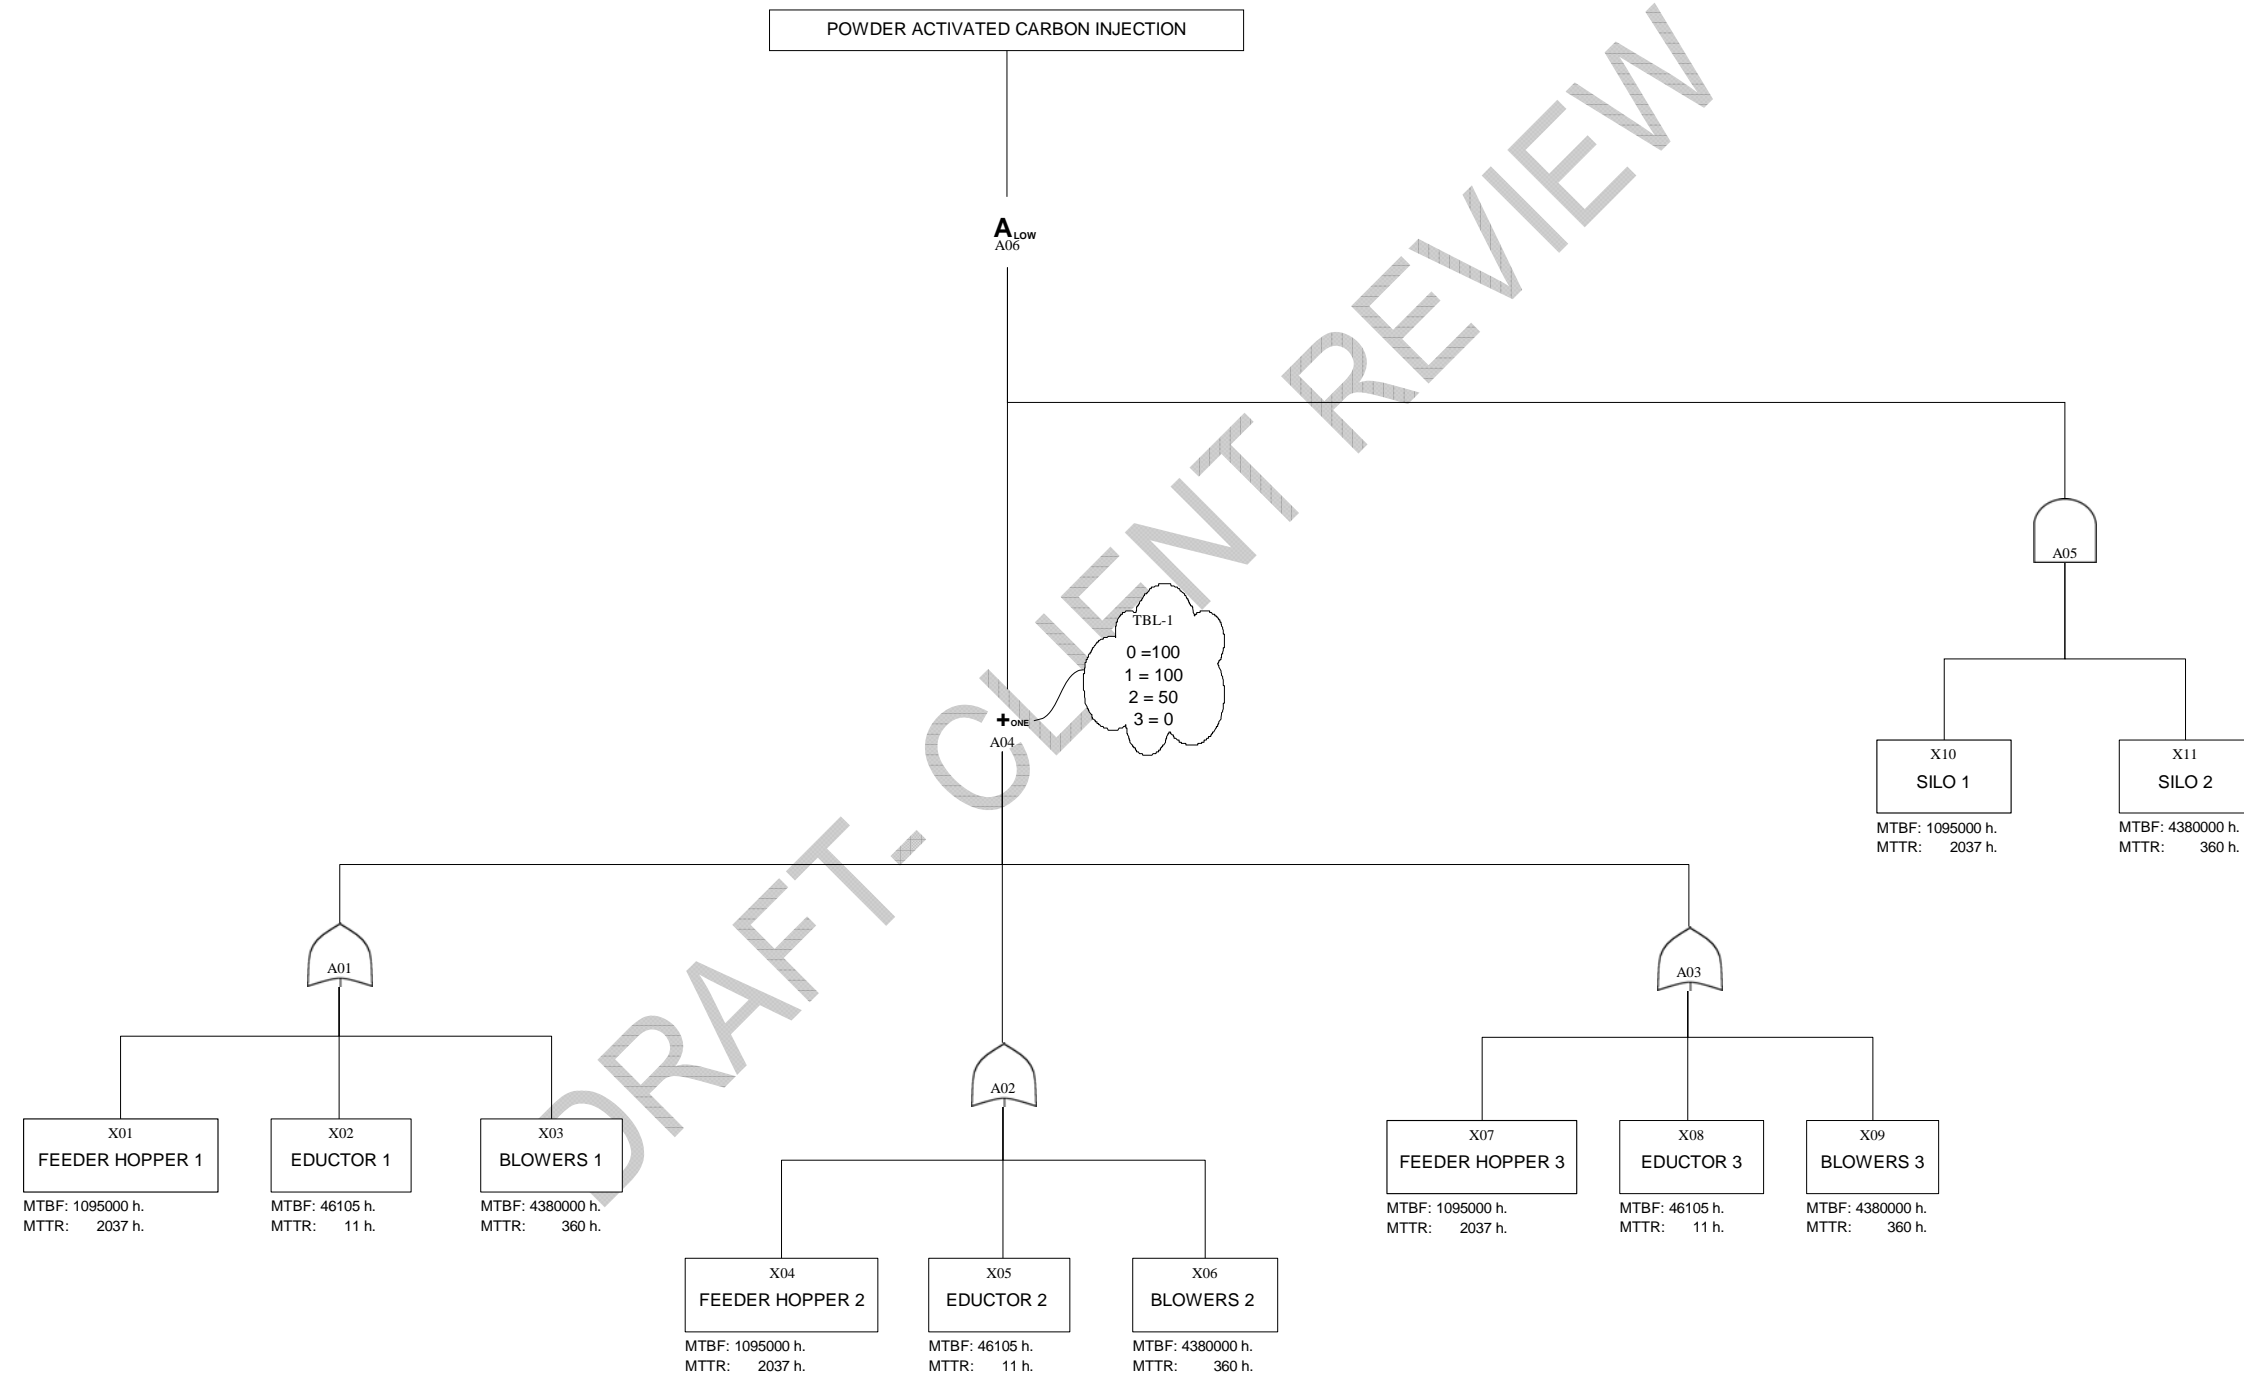 POWDER ACTIVATED CARBON INJECTION
A LOW
A06
A05
TBL-1
0 =100
1 = 100
2 = 50
3 = 0
+ ONE
A04
X10
SILO 1
MTBF: 1095000 h.
MTTR: 2037 h.
X11
SILO 2
MTBF: 4380000 h.
MTTR: 360 h.
A01
A03
A02
X01
FEEDER HOPPER 1
MTBF: 1095000 h.
MTTR: 2037 h.
X02
EDUCTOR 1
MTBF: 46105 h.
MTTR: 11 h.
X03
BLOWERS 1
MTBF: 4380000 h.
MTTR: 360 h.
X07
FEEDER HOPPER 3
MTBF: 1095000 h.
MTTR: 2037 h.
X08
EDUCTOR 3
MTBF: 46105 h.
MTTR: 11 h.
X09
BLOWERS 3
MTBF: 4380000 h.
MTTR: 360 h.
X04
FEEDER HOPPER 2
MTBF: 1095000 h.
MTTR: 2037 h.
X05
EDUCTOR 2
MTBF: 46105 h.
MTTR: 11 h.
X06
BLOWERS 2
MTBF: 4380000 h.
MTTR: 360 h.
DRAFT- CLIENT REVIEW